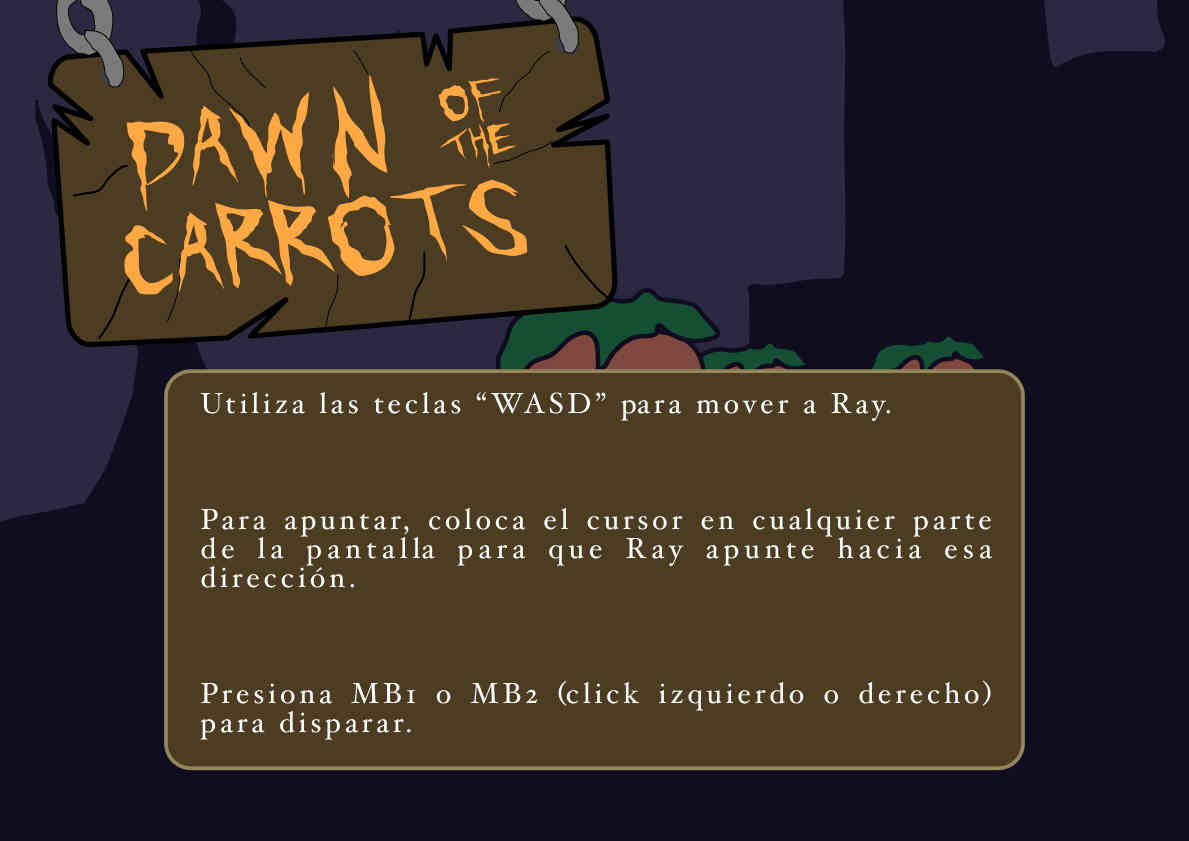 DAWN OF THE
CARROTS
Utiliza las teclas “WASD” para mover a Ray.
Para apuntar, coloca el cursor en cualquier parte
de la pantalla para que Ray apunte hacia esa
dirección.
Presiona MB1 o MB2 (click izquierdo o derecho)
para disparar.